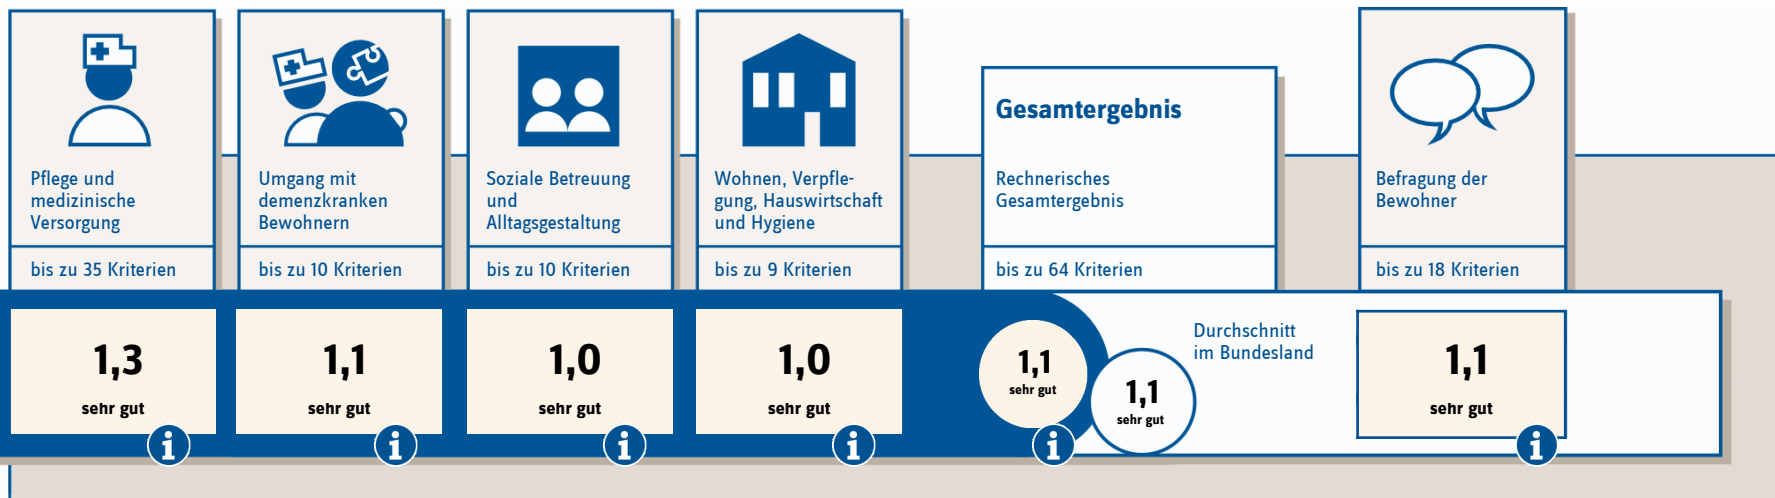 Pflege und
medizinische
Versorgung
bis zu 35 Kriterien
1,3
sehr gut
i
Umgang mit
demenzkranken
Bewohnern
bis zu 10 Kriterien
1,1
sehr gut
i
Soziale Betreuung
und
Alltagsgestaltung
bis zu 10 Kriterien
1,0
sehr gut
i
Wohnen, Verpfle-
gung, Hauswirtschaft
und Hygiene
bis zu 9 Kriterien
1,0
sehr gut
i
Gesamtergebnis
Rechnerisches
Gesamtergebnis
bis zu 64 Kriterien
1,1
sehr gut
i
1,1
sehr gut
Durchschnitt
im Bundesland
Befragung der
Bewohner
bis zu 18 Kriterien
1,1
sehr gut
i